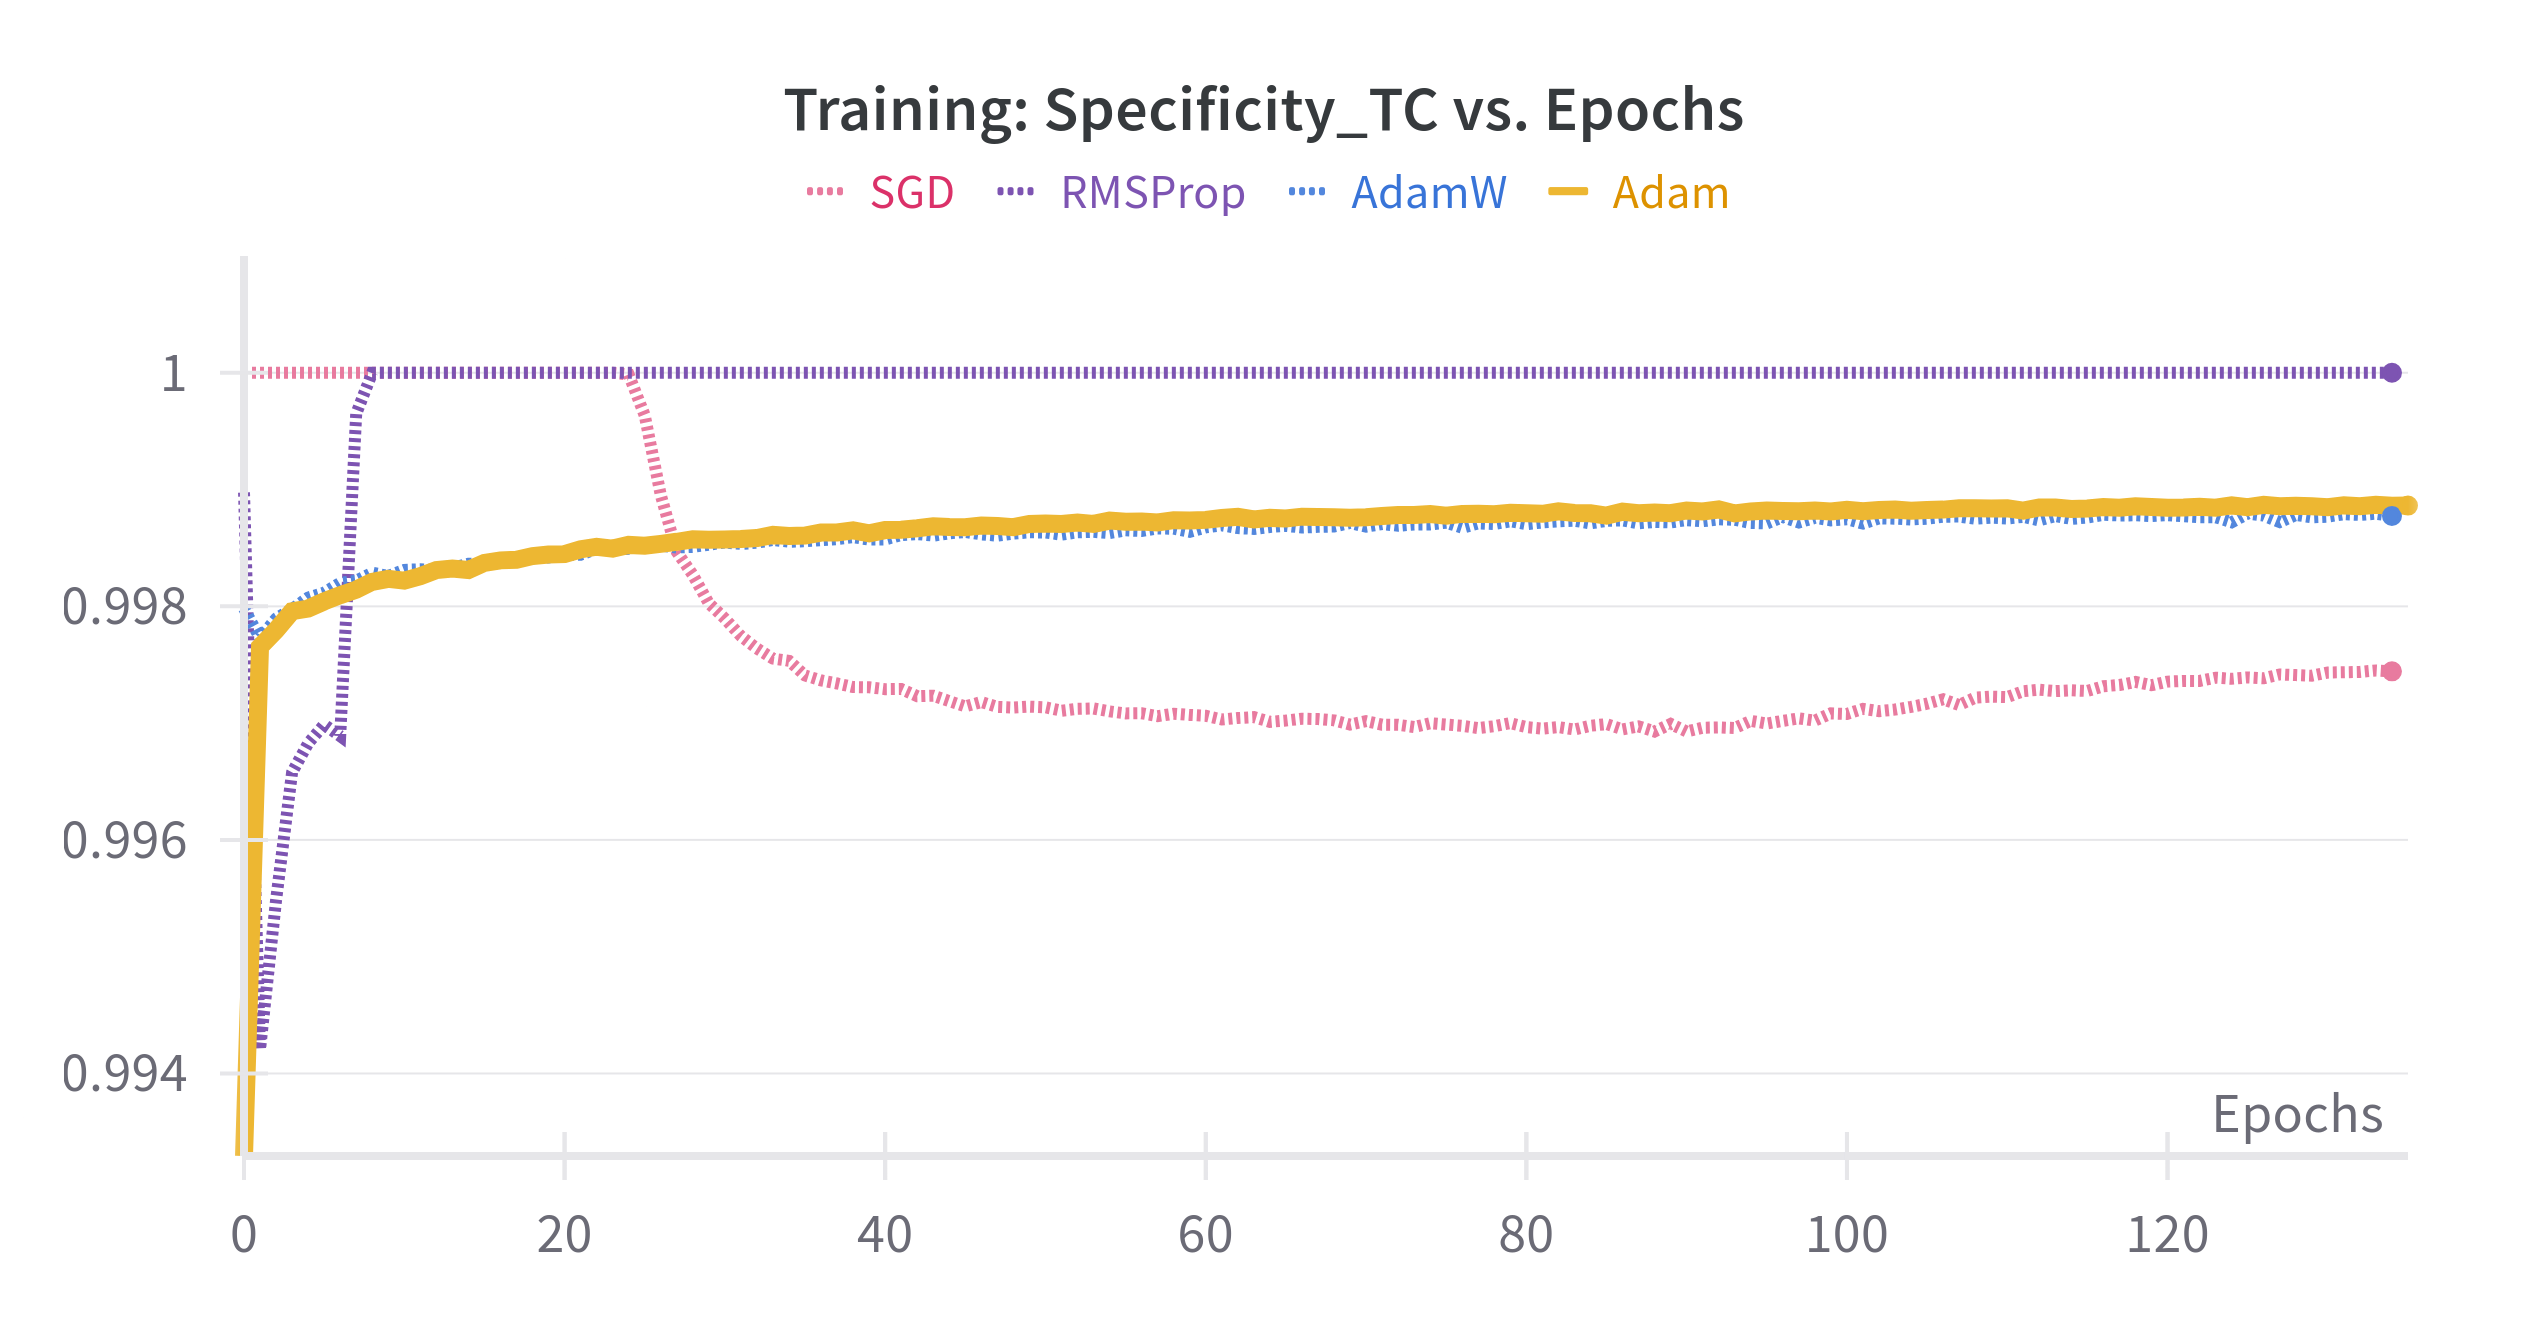 Training: Specificity_TC vs. Epochs
SGD RMSProp AdamW Adam
1
0.998
0.996
0.994
Epochs
0 20 40 60 80 100 120